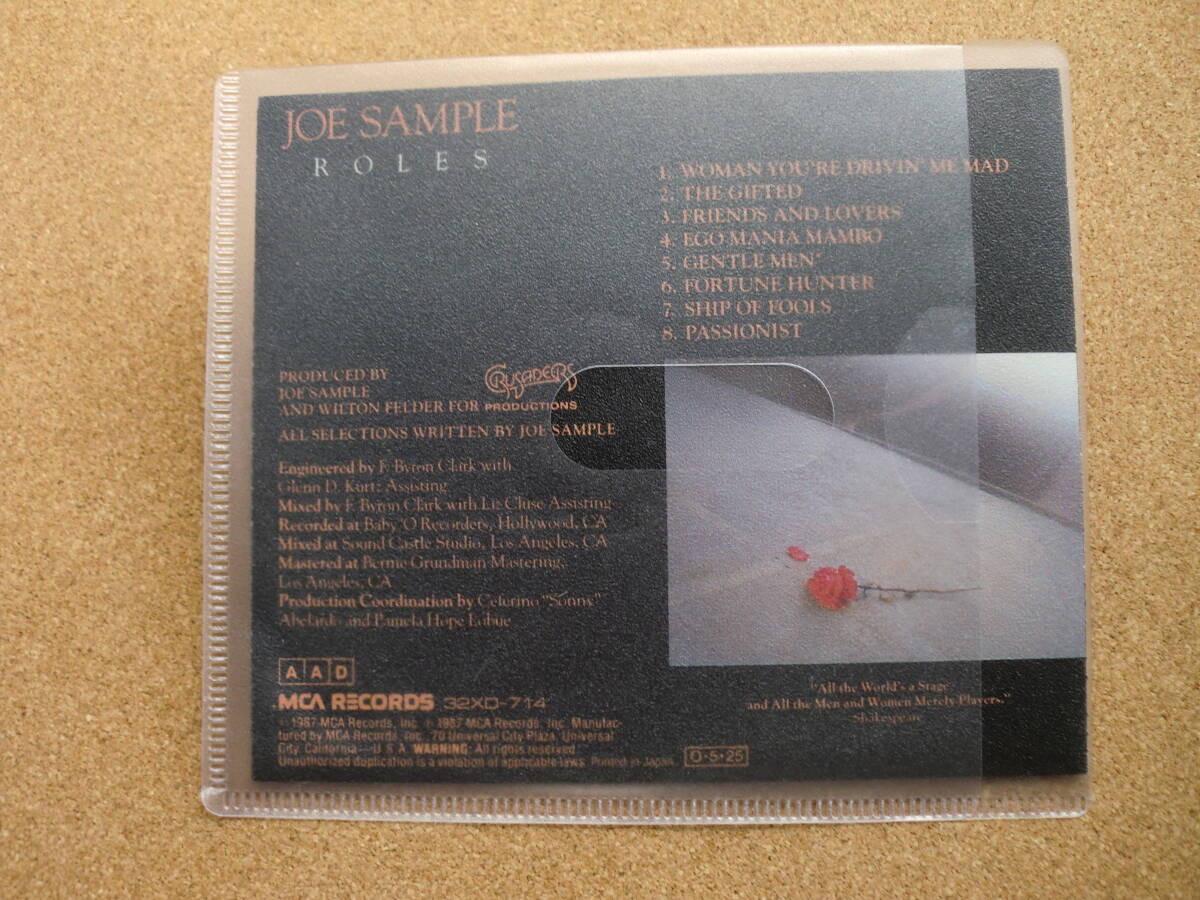 JOE SAMPLE
ROLES
1. WOMAN YOU'RE DRIVIN' ME MAD
2. THE GIFTED
3. FRIENDS AND LOVERS
4. EGO MANIA MAMBO
5. GENTLE MEN'
6. FORTUNE HUNTER
7. SHIP OF FOOLS
8. PASSIONIST
PRODUCED BY
JOE SAMPLE
AND WILTON FELDER FOR CRUSADERS PRODUCTIONS
ALL SELECTIONS WRITTEN BY JOE SAMPLE
Engineered by F. Byron Clark with
Glenn D. Kurtz Assisting
Mixed by F. Byron Clark with Liz Cluse Assisting
Recorded at Baby 'O Recorders, Hollywood, CA
Mixed at Sound Castle Studio, Los Angeles, CA
Mastered at Bernie Grundman Mastering,
Los Angeles, CA
Production Coordination by Ceferino "Sonny"
Abelardo and Pamela Hope
A A D
MCA RECORDS 32XD-714
℗ 1987 MCA Records, Inc. © 1987 MCA Records, Inc. Manufac-
tured by MCA Records, Inc., 70 Universal City Plaza, Universal
City, California—U.S.A. WARNING: All rights reserved.
Unauthorized duplication is a violation of applicable laws. Printed in Japan.
O·5·25
"All the World's a Stage
and All the Men and Women Merely Players."
Shakespeare